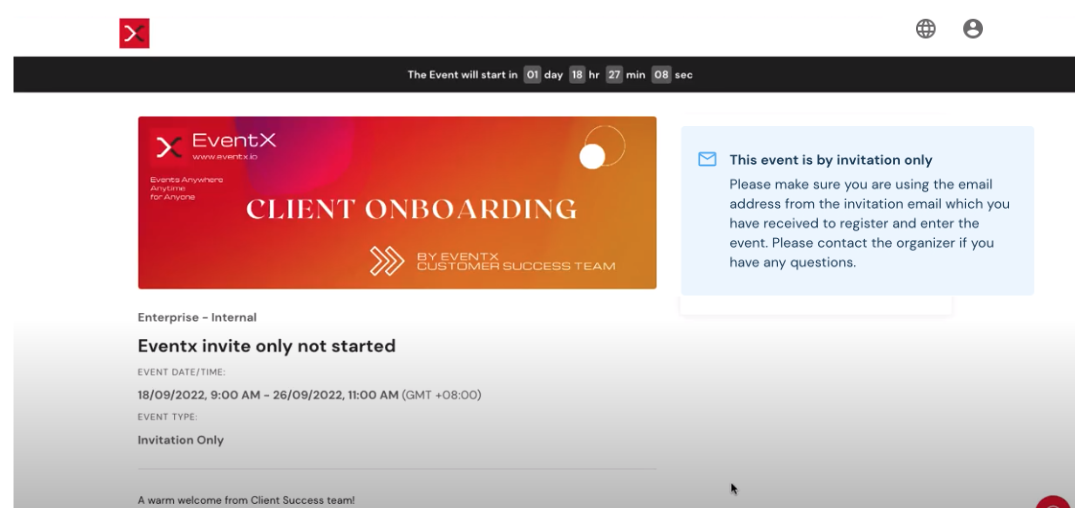 The Event will start in 01 day 18 hr 27 min 08 sec
EventX
www.eventx.io
Events Anywhere
Anytime
for Anyone
CLIENT ONBOARDING
BY EVENTX
CUSTOMER SUCCESS TEAM
This event is by invitation only
Please make sure you are using the email
address from the invitation email which you
have received to register and enter the
event. Please contact the organizer if you
have any questions.
Enterprise - Internal
Eventx invite only not started
EVENT DATE/TIME:
18/09/2022, 9:00 AM - 26/09/2022, 11:00 AM (GMT +08:00)
EVENT TYPE:
Invitation Only
A warm welcome from Client Success team!